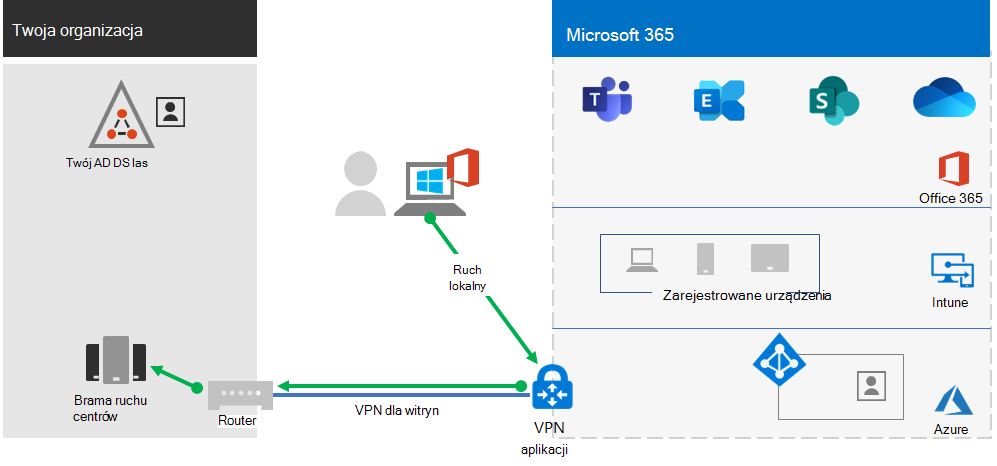 Twoja organizacja
Microsoft 365
T
E
S
Twój AD DS las
Office 365
Ruch
lokalny
Zarejestrowane urządzenia
Intune
Brama ruchu
centrów
Router
VPN dla witryn
VPN
aplikacji
Azure